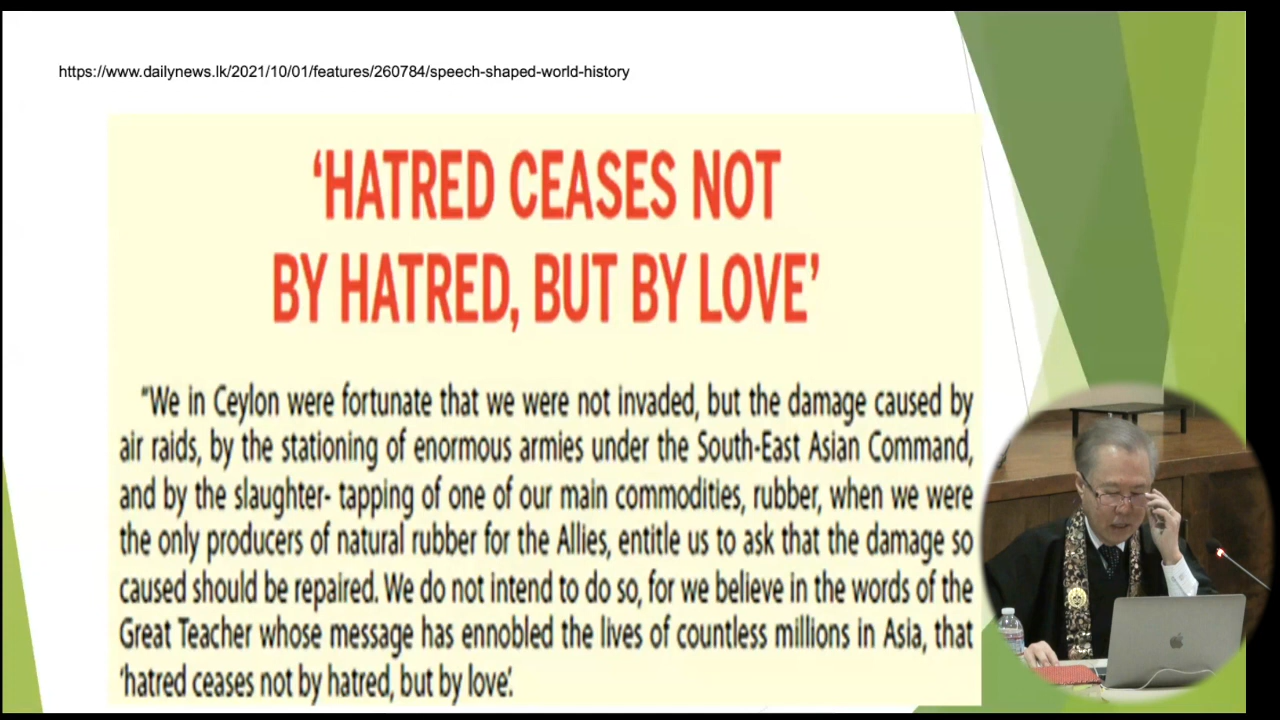 https://www.dailynews.lk/2021/10/01/features/260784/speech-shaped-world-history
‘HATRED CEASES NOT
BY HATRED, BUT BY LOVE’
“We in Ceylon were fortunate that we were not invaded, but the damage caused by
air raids, by the stationing of enormous armies under the South-East Asian Command,
and by the slaughter- tapping of one of our main commodities, rubber, when we were
the only producers of natural rubber for the Allies, entitle us to ask that the damage so
caused should be repaired. We do not intend to do so, for we believe in the words of the
Great Teacher whose message has ennobled the lives of countless millions in Asia, that
‘hatred ceases not by hatred, but by love’.